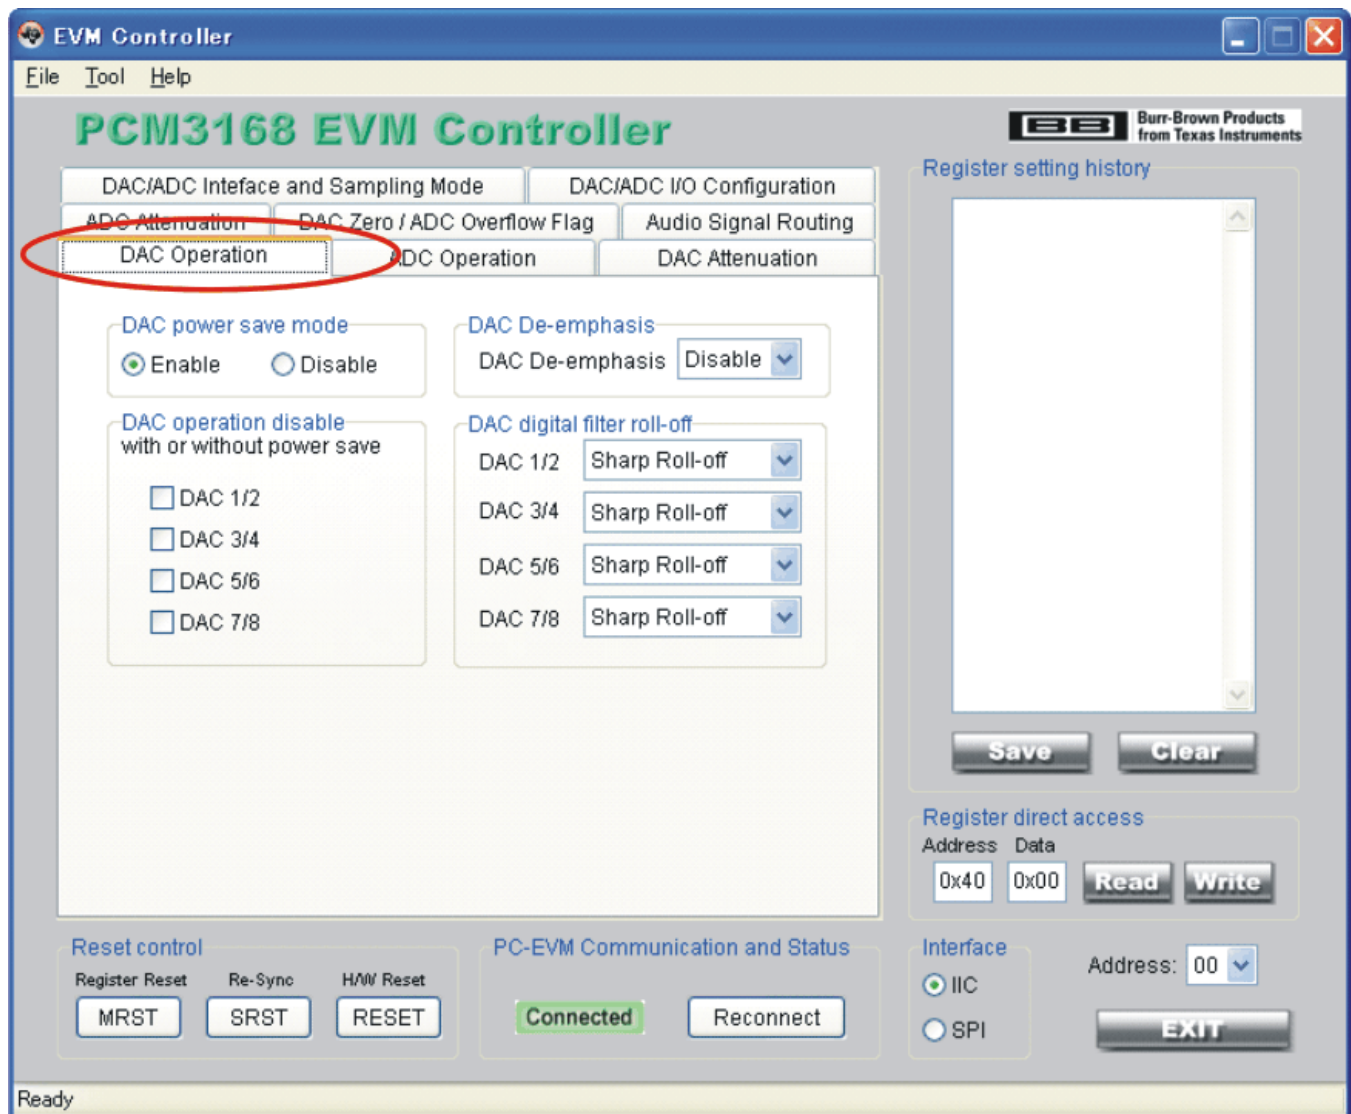 EVM Controller
File Tool Help
PCM3168 EVM Controller
BB Burr-Brown Products
from Texas Instruments
DAC/ADC Inteface and Sampling Mode
DAC/ADC I/O Configuration
ADC Attenuation
DAC Zero / ADC Overflow Flag
Audio Signal Routing
DAC Operation
ADC Operation
DAC Attenuation
DAC power save mode
Enable
Disable
DAC De-emphasis
DAC De-emphasis Disable
DAC operation disable
with or without power save
DAC 1/2
DAC 3/4
DAC 5/6
DAC 7/8
DAC digital filter roll-off
DAC 1/2 Sharp Roll-off
DAC 3/4 Sharp Roll-off
DAC 5/6 Sharp Roll-off
DAC 7/8 Sharp Roll-off
Register setting history
Save
Clear
Register direct access
Address Data
0x40 0x00 Read Write
Reset control
Register Reset Re-Sync H/W Reset
MRST SRST RESET
PC-EVM Communication and Status
Connected
Reconnect
Interface
IIC
SPI
Address: 00
EXIT
Ready